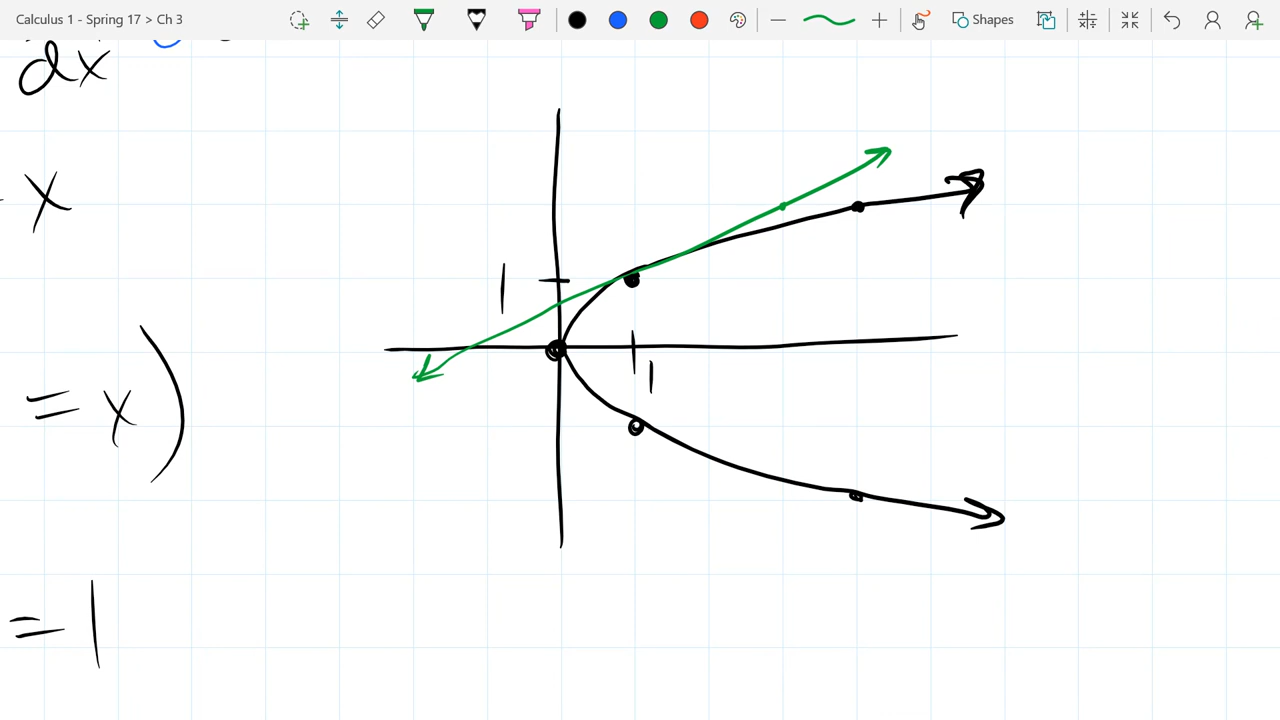 Calculus 1 - Spring 17 > Ch 3
Shapes
dx
x
1
= x)
1
= 1